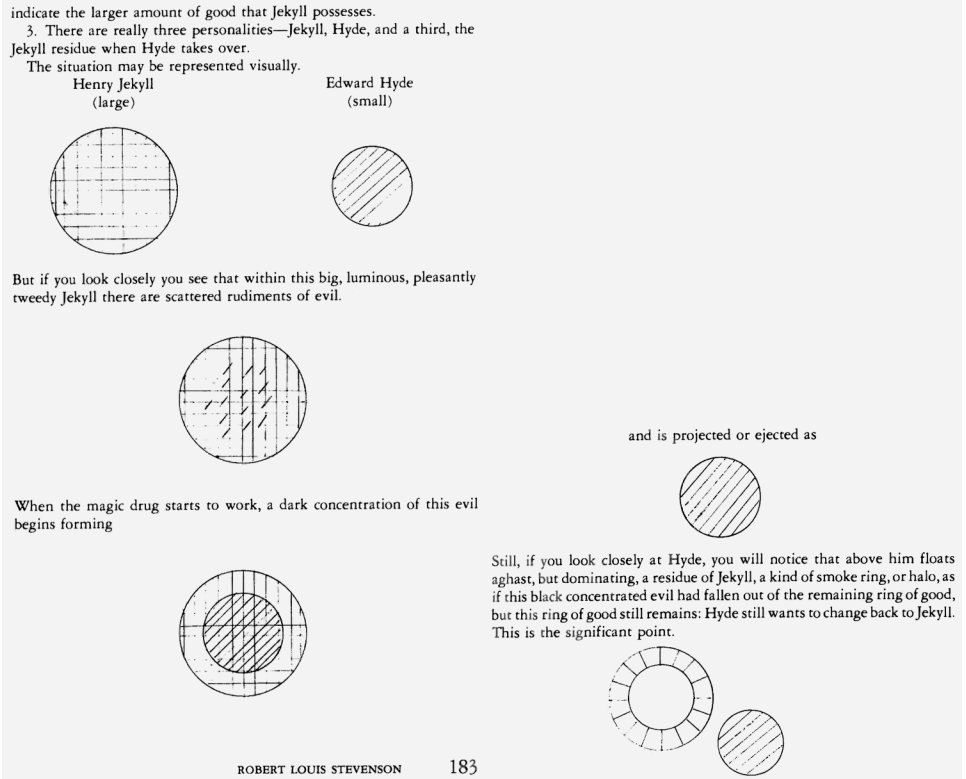 indicate the larger amount of good that Jekyll possesses.
3. There are really three personalities—Jekyll, Hyde, and a third, the
Jekyll residue when Hyde takes over.
The situation may be represented visually.
Henry Jekyll
(large)
Edward Hyde
(small)
But if you look closely you see that within this big, luminous, pleasantly
tweedy Jekyll there are scattered rudiments of evil.
When the magic drug starts to work, a dark concentration of this evil
begins forming
ROBERT LOUIS STEVENSON 183
and is projected or ejected as
Still, if you look closely at Hyde, you will notice that above him floats
aghast, but dominating, a residue of Jekyll, a kind of smoke ring, or halo, as
if this black concentrated evil had fallen out of the remaining ring of good,
but this ring of good still remains: Hyde still wants to change back to Jekyll.
This is the significant point.